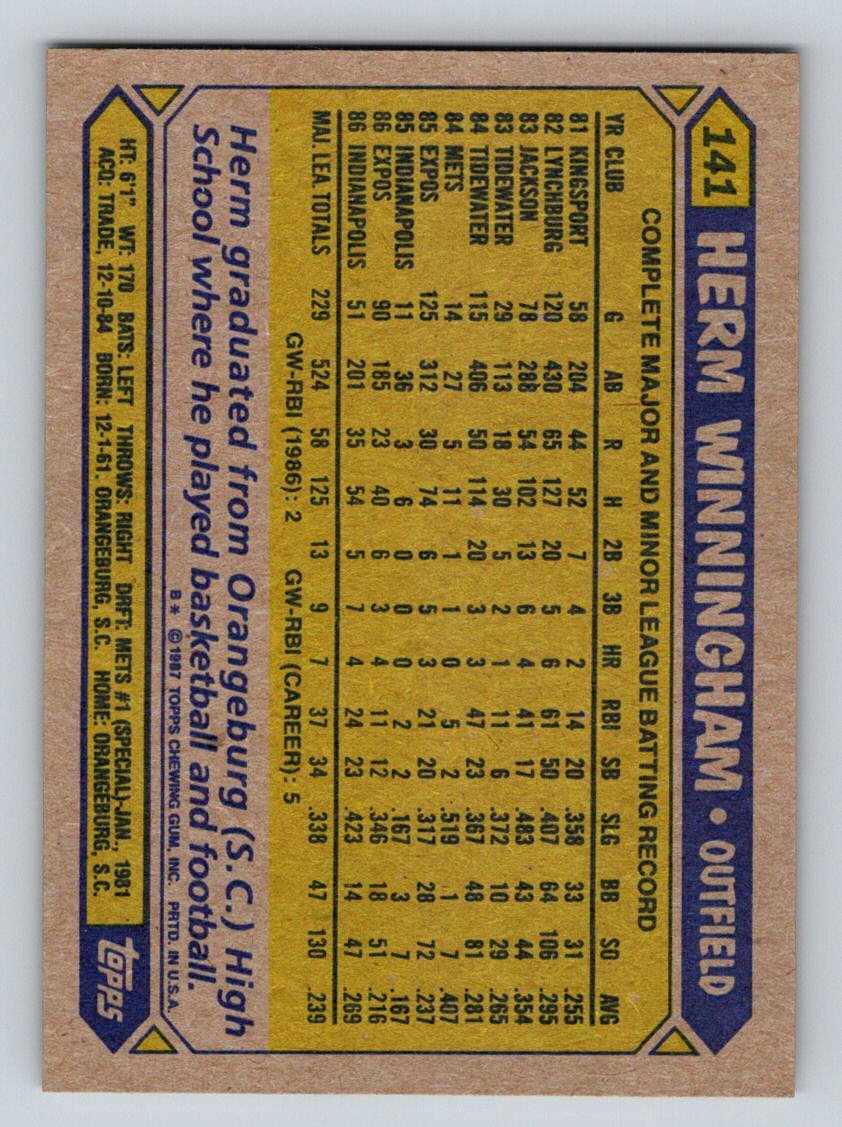 141 HERM WINNINGHAM • OUTFIELD
COMPLETE MAJOR AND MINOR LEAGUE BATTING RECORD
YR CLUB G AB R H 2B 3B HR RBI SB SLG BB SO AVG
81 KINGSPORT 58 204 44 52 7 4 2 14 20 .358 33 31 .255
82 LYNCHBURG 120 430 65 127 20 5 6 61 50 .407 64 106 .295
83 JACKSON 78 288 54 102 13 6 4 41 17 .483 43 44 .354
83 TIDEWATER 29 113 18 30 5 2 1 11 6 .372 10 29 .265
84 TIDEWATER 115 406 50 114 20 3 3 47 23 .367 48 81 .281
84 METS 14 27 5 11 1 1 0 5 2 .519 1 7 .407
85 EXPOS 125 312 30 74 6 5 3 21 20 .317 28 72 .237
85 INDIANAPOLIS 11 36 3 6 0 0 0 2 2 .167 3 7 .167
86 EXPOS 90 185 23 40 6 3 4 11 12 .346 18 51 .216
86 INDIANAPOLIS 51 201 35 54 5 7 4 24 23 .423 14 47 .269
MAJ. LEA. TOTALS 229 524 58 125 13 9 7 37 34 .338 47 130 .239
GW-RBI (1986): 2 GW-RBI (CAREER): 5
Herm graduated from Orangeburg (S.C.) High
School where he played basketball and football.
B* ©1987 TOPPS CHEWING GUM, INC. PRTD. IN U.S.A.
HT: 6'1" WT: 170 BATS: LEFT THROWS: RIGHT DRFT: METS #1 (SPECIAL)-JAN., 1981
ACQ: TRADE, 12-10-84 BORN: 12-1-61, ORANGEBURG, S.C. HOME: ORANGEBURG, S.C.
topps